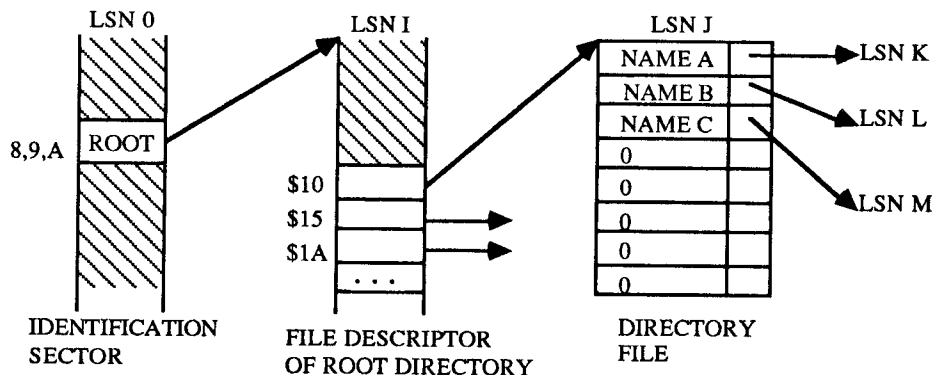 LSN 0
8,9,A
ROOT
IDENTIFICATION
SECTOR
LSN I
$10
$15
$1A
. . .
FILE DESCRIPTOR
OF ROOT DIRECTORY
LSN J
NAME A
NAME B
NAME C
0
0
0
0
0
DIRECTORY
FILE
LSN K
LSN L
LSN M